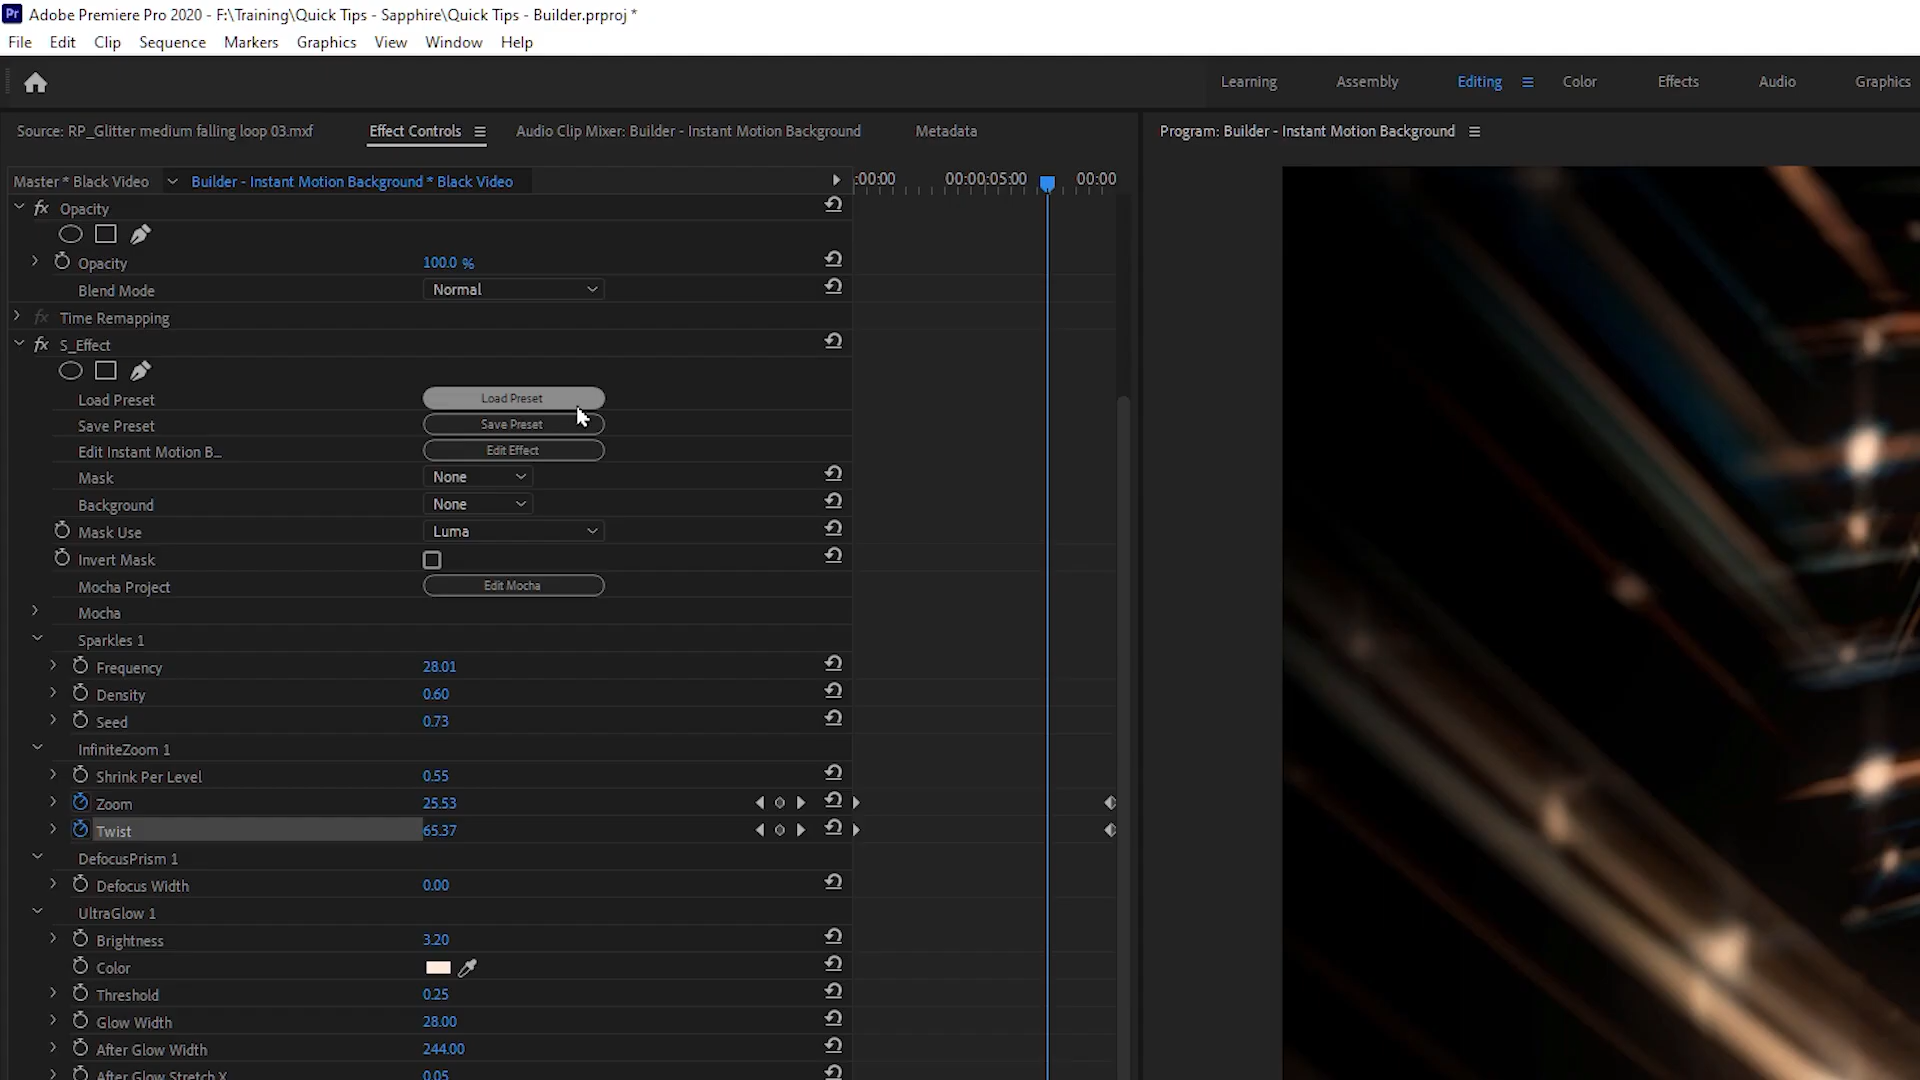 Adobe Premiere Pro 2020 - F:\Training\Quick Tips - Sapphire\Quick Tips - Builder.prproj *
File Edit Clip Sequence Markers Graphics View Window Help
Learning Assembly Editing Color Effects Audio Graphics
Source: RP_Glitter medium falling loop 03.mxf Effect Controls Audio Clip Mixer: Builder - Instant Motion Background Metadata Program: Builder - Instant Motion Background
Master * Black Video Builder - Instant Motion Background * Black Video :00:00 00:00:05:00 00:00
fx Opacity
Opacity 100.0 %
Blend Mode Normal
fx Time Remapping
fx S_Effect
Load Preset Load Preset
Save Preset Save Preset
Edit Instant Motion B... Edit Effect
Mask None
Background None
Mask Use Luma
Invert Mask
Mocha Project Edit Mocha
Mocha
Sparkles 1
Frequency 28.01
Density 0.60
Seed 0.73
InfiniteZoom 1
Shrink Per Level 0.55
Zoom 25.53
Twist 65.37
DefocusPrism 1
Defocus Width 0.00
UltraGlow 1
Brightness 3.20
Color
Threshold 0.25
Glow Width 28.00
After Glow Width 244.00
After Glow Stretch X 0.05